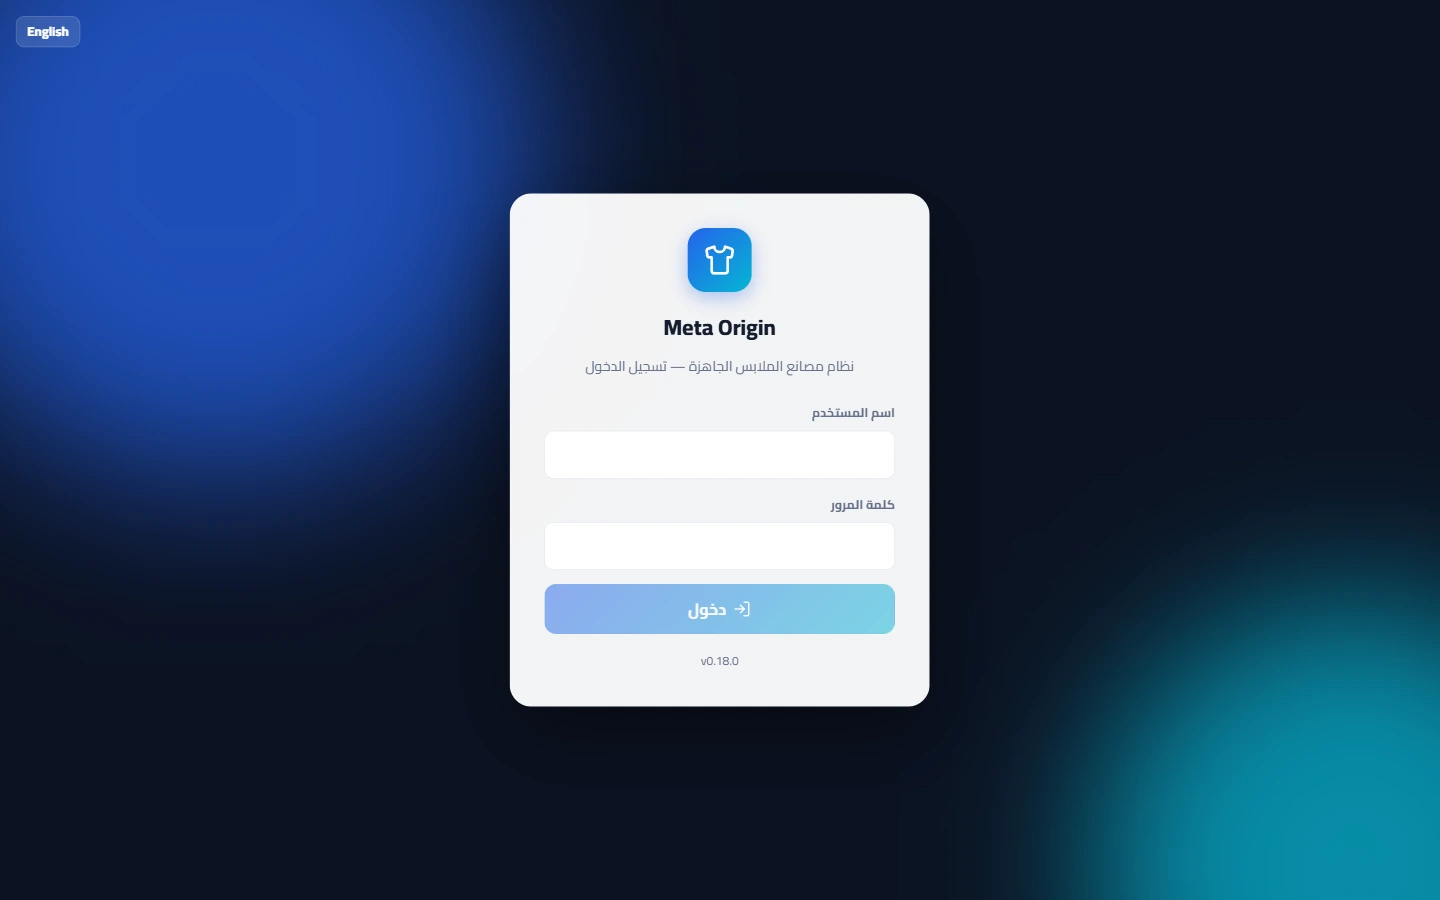 English
Meta Origin
نظام مصانع الملابس الجاهزة — تسجيل الدخول
اسم المستخدم
كلمة المرور
دخول
v0.18.0